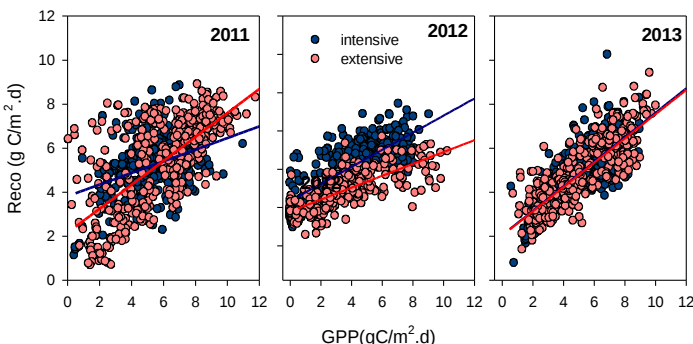 2011
2012
2013
intensive
extensive
12
10
8
6
4
2
0
Reco (g C/m².d)
0 2 4 6 8 10 12
0 2 4 6 8 10 12
0 2 4 6 8 10 12
GPP(gC/m².d)